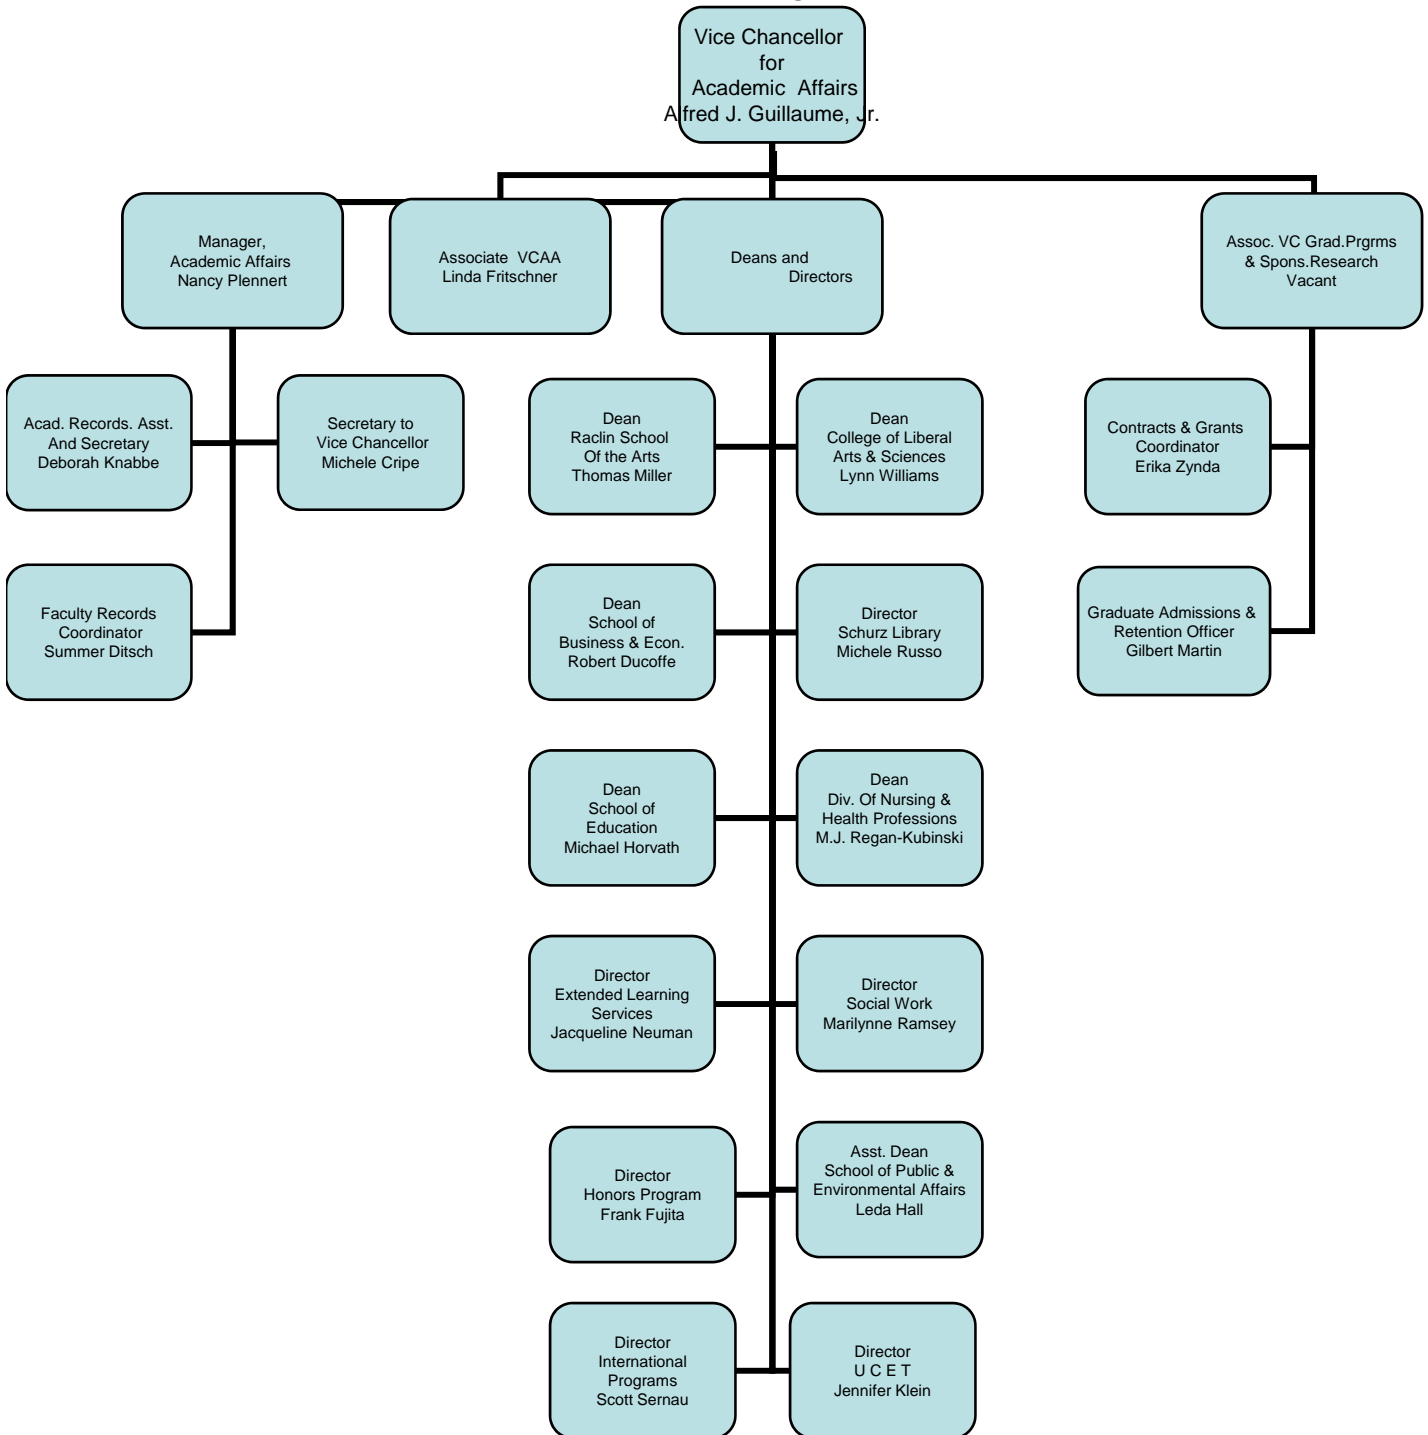 Vice Chancellor
for
Academic Affairs
Alfred J. Guillaume, Jr.
Manager,
Academic Affairs
Nancy Plennert
Associate VCAA
Linda Fritschner
Deans and
Directors
Assoc. VC Grad.Prgrms
& Spons.Research
Vacant
Acad. Records. Asst.
And Secretary
Deborah Knabbe
Secretary to
Vice Chancellor
Michele Cripe
Dean
Raclin School
Of the Arts
Thomas Miller
Dean
College of Liberal
Arts & Sciences
Lynn Williams
Contracts & Grants
Coordinator
Erika Zynda
Faculty Records
Coordinator
Summer Ditsch
Dean
School of
Business & Econ.
Robert Ducoffe
Director
Schurz Library
Michele Russo
Graduate Admissions &
Retention Officer
Gilbert Martin
Dean
School of
Education
Michael Horvath
Dean
Div. Of Nursing &
Health Professions
M.J. Regan-Kubinski
Director
Extended Learning
Services
Jacqueline Neuman
Director
Social Work
Marilynne Ramsey
Director
Honors Program
Frank Fujita
Asst. Dean
School of Public &
Environmental Affairs
Leda Hall
Director
International
Programs
Scott Sernau
Director
U C E T
Jennifer Klein